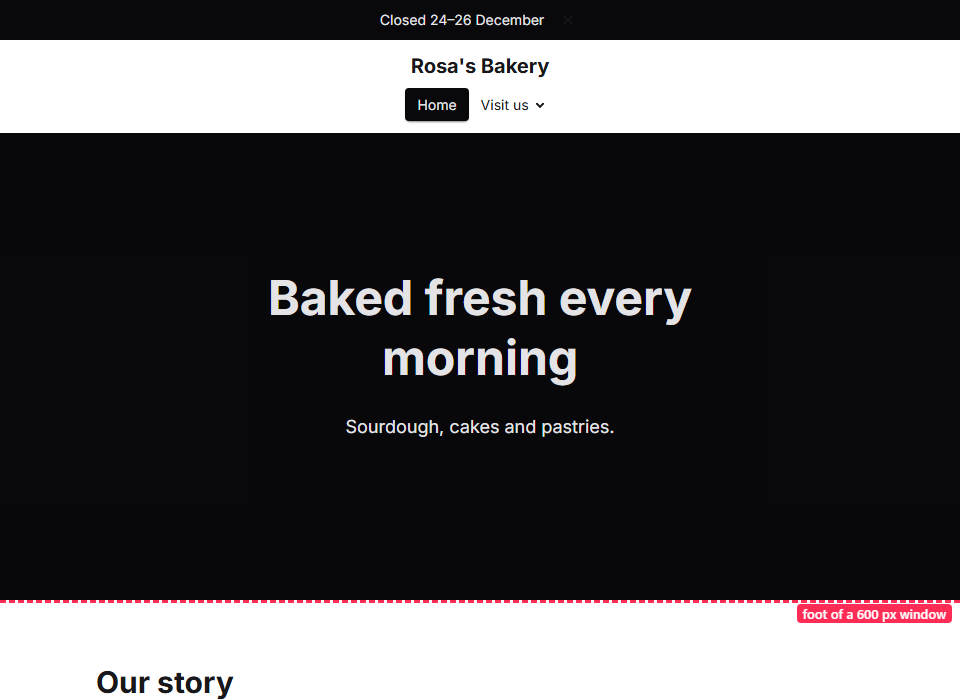 Closed 24–26 December ×
Rosa's Bakery
Home Visit us
Baked fresh every
morning
Sourdough, cakes and pastries.
foot of a 600 px window
Our story